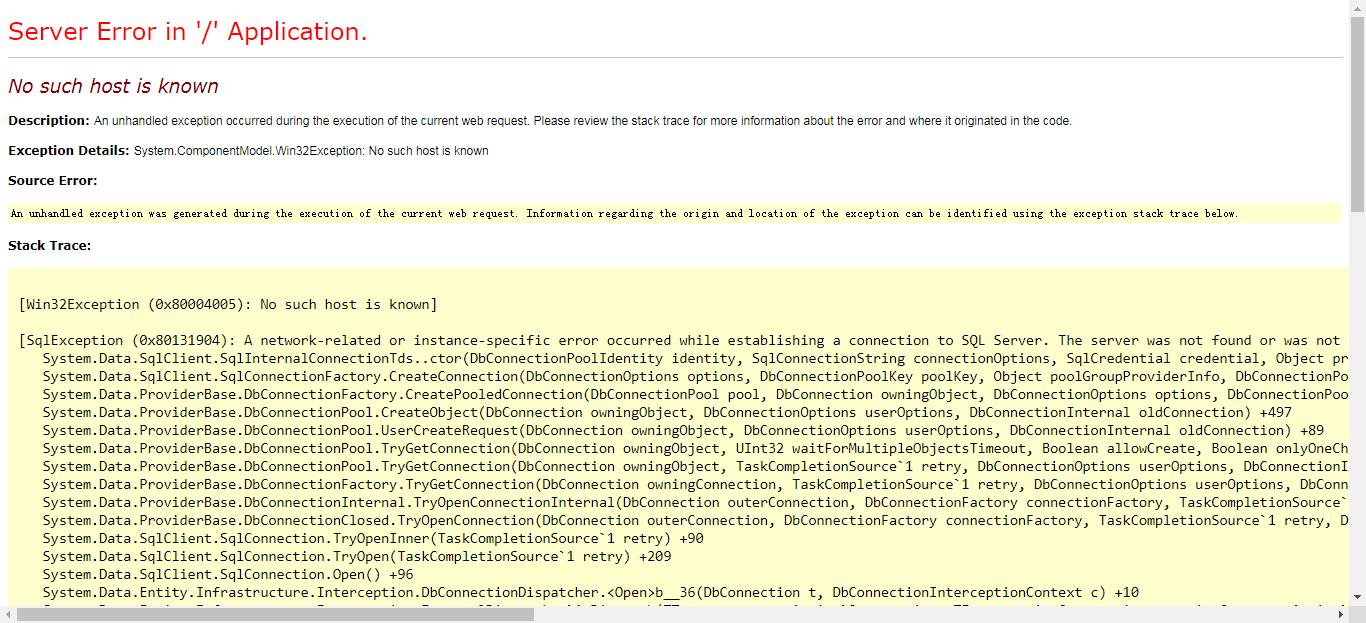 Server Error in '/' Application.
No such host is known
Description: An unhandled exception occurred during the execution of the current web request. Please review the stack trace for more information about the error and where it originated in the code.
Exception Details: System.ComponentModel.Win32Exception: No such host is known
Source Error:
An unhandled exception was generated during the execution of the current web request. Information regarding the origin and location of the exception can be identified using the exception stack trace below.
Stack Trace:
[Win32Exception (0x80004005): No such host is known]
[SqlException (0x80131904): A network-related or instance-specific error occurred while establishing a connection to SQL Server. The server was not found or was not
System.Data.SqlClient.SqlInternalConnectionTds..ctor(DbConnectionPoolIdentity identity, SqlConnectionString connectionOptions, SqlCredential credential, Object pr
System.Data.SqlClient.SqlConnectionFactory.CreateConnection(DbConnectionOptions options, DbConnectionPoolKey poolKey, Object poolGroupProviderInfo, DbConnectionPo
System.Data.ProviderBase.DbConnectionFactory.CreatePooledConnection(DbConnectionPool pool, DbConnection owningObject, DbConnectionOptions options, DbConnectionPoo
System.Data.ProviderBase.DbConnectionPool.CreateObject(DbConnection owningObject, DbConnectionOptions userOptions, DbConnectionInternal oldConnection) +497
System.Data.ProviderBase.DbConnectionPool.UserCreateRequest(DbConnection owningObject, DbConnectionOptions userOptions, DbConnectionInternal oldConnection) +89
System.Data.ProviderBase.DbConnectionPool.TryGetConnection(DbConnection owningObject, UInt32 waitForMultipleObjectsTimeout, Boolean allowCreate, Boolean onlyOneCh
System.Data.ProviderBase.DbConnectionPool.TryGetConnection(DbConnection owningObject, TaskCompletionSource`1 retry, DbConnectionOptions userOptions, DbConnectionI
System.Data.ProviderBase.DbConnectionFactory.TryGetConnection(DbConnection owningConnection, TaskCompletionSource`1 retry, DbConnectionOptions userOptions, DbConn
System.Data.ProviderBase.DbConnectionInternal.TryOpenConnectionInternal(DbConnection outerConnection, DbConnectionFactory connectionFactory, TaskCompletionSource`
System.Data.ProviderBase.DbConnectionClosed.TryOpenConnection(DbConnection outerConnection, DbConnectionFactory connectionFactory, TaskCompletionSource`1 retry, D
System.Data.SqlClient.SqlConnection.TryOpenInner(TaskCompletionSource`1 retry) +90
System.Data.SqlClient.SqlConnection.TryOpen(TaskCompletionSource`1 retry) +209
System.Data.SqlClient.SqlConnection.Open() +96
System.Data.Entity.Infrastructure.Interception.DbConnectionDispatcher.<Open>b__36(DbConnection t, DbConnectionInterceptionContext c) +10